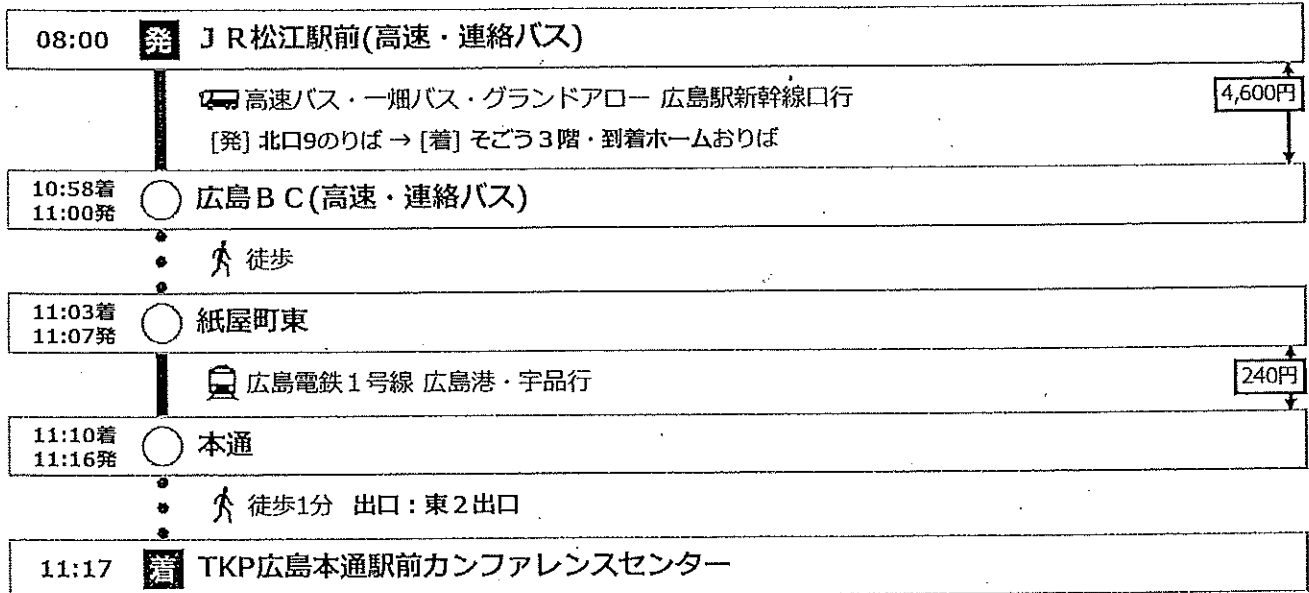 08:00 発 ＪＲ松江駅前(高速・連絡バス)
高速バス・一畑バス・グランドアロー 広島駅新幹線口行
4,600円
[発] 北口9のりば → [着] そごう３階・到着ホームおりば
10:58着
11:00発
広島ＢＣ(高速・連絡バス)
徒歩
11:03着
11:07発
紙屋町東
広島電鉄１号線 広島港・宇品行
240円
11:10着
11:16発
本通
徒歩1分 出口：東２出口
11:17 着 TKP広島本通駅前カンファレンスセンター